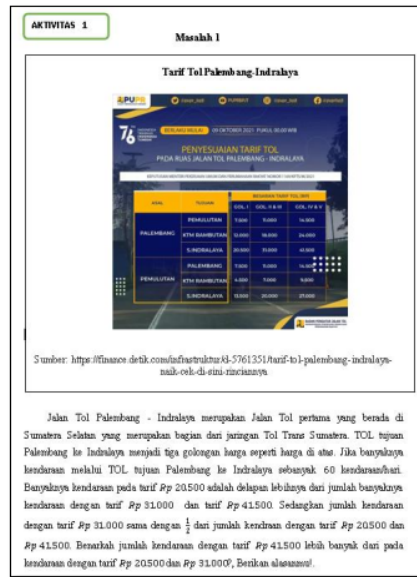 AKTIVITAS 1
Masalah 1
Tarif Tol Palembang-Indralaya
PUPR
BERLAKU MULAI 09 OKTOBER 2021 PUKUL 00.00 WIB
PENYESUAIAN TARIF TOL
PADA RUAS JALAN TOL PALEMBANG - INDRALAYA
ASAL TUJUAN
GOL. I GOL. II & III GOL. IV & V
PALEMBANG PEMULUTAN 7.500 11.000 14.500
KTM RAMBUTAN 12.000 18.000 24.000
S.INDRALAYA 20.500 31.000 41.500
PEMULUTAN PALEMBANG 7.500 11.000 14.500
KTM RAMBUTAN 7.000
S.INDRALAYA 20.000 27.000
Sumber: https://finance.detik.com/infrastruktur/d-5761351/tarif-tol-palembang-indralaya-
naik-cek-di-sini-rinciannya
Jalan Tol Palembang - Indralaya merupakan Jalan Tol pertama yang berada di
Sumatera Selatan yang merupakan bagian dari jaringan Tol Trans Sumatera. TOL tujuan
Palembang ke Indralaya menjadi tiga golongan harga seperti harga di atas. Jika banyaknya
kendaraan melalui TOL tujuan Palembang ke Indralaya sebanyak 60 kendaraan/hari.
Banyaknya kendaraan pada tarif Rp 20.500 adalah delapan lebihnya dari jumlah banyaknya
kendaraan dengan tarif Rp 31.000 dan tarif Rp 41.500. Sedangkan jumlah kendaraan
dengan tarif Rp 31.000 sama dengan 1/2 dari jumlah kendraan dengan tarif Rp 20.500 dan
Rp 41.500. Benarkah jumlah kendaraan dengan tarif Rp 41.500 lebih banyak dari pada
kendaraan dengan tarif Rp 20.500 dan Rp 31.000?, Berikan alasanmu!.